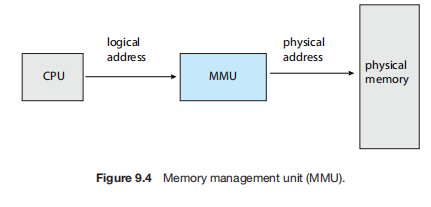 logical
address
physical
address
CPU
MMU
physical
memory
Figure 9.4 Memory management unit (MMU).